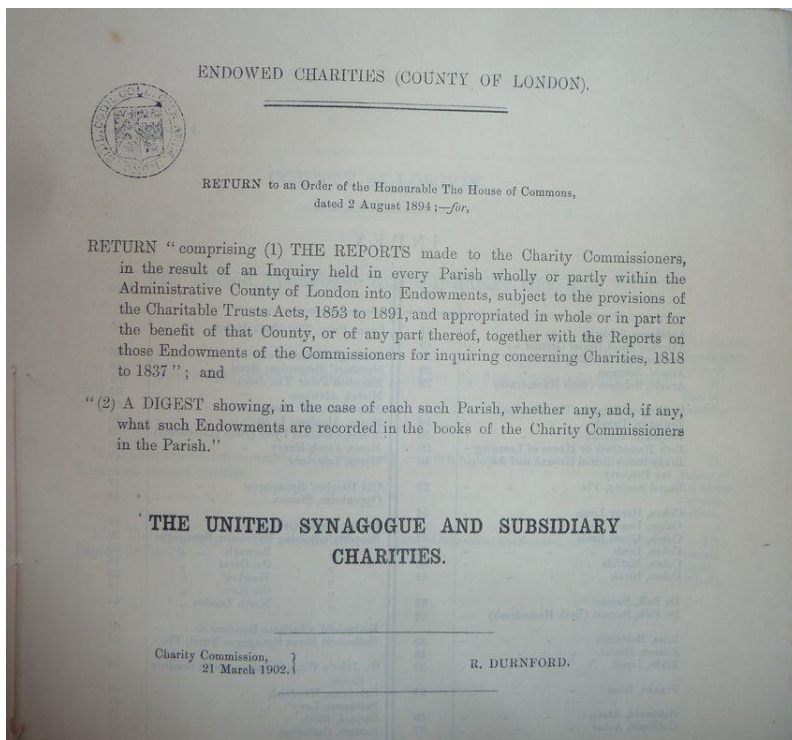 ENDOWED CHARITIES (COUNTY OF LONDON).
RETURN to an Order of the Honourable The House of Commons,
dated 2 August 1894;—for,
RETURN “comprising (1) THE REPORTS made to the Charity Commissioners,
in the result of an Inquiry held in every Parish wholly or partly within the
Administrative County of London into Endowments, subject to the provisions of
the Charitable Trusts Acts, 1853 to 1891, and appropriated in whole or in part for
the benefit of that County, or of any part thereof, together with the Reports on
those Endowments of the Commissioners for inquiring concerning Charities, 1818
to 1837”; and
“(2) A DIGEST showing, in the case of each such Parish, whether any, and, if any,
what such Endowments are recorded in the books of the Charity Commissioners
in the Parish.”
THE UNITED SYNAGOGUE AND SUBSIDIARY
CHARITIES.
Charity Commission,
21 March 1902.
R. DURNFORD.